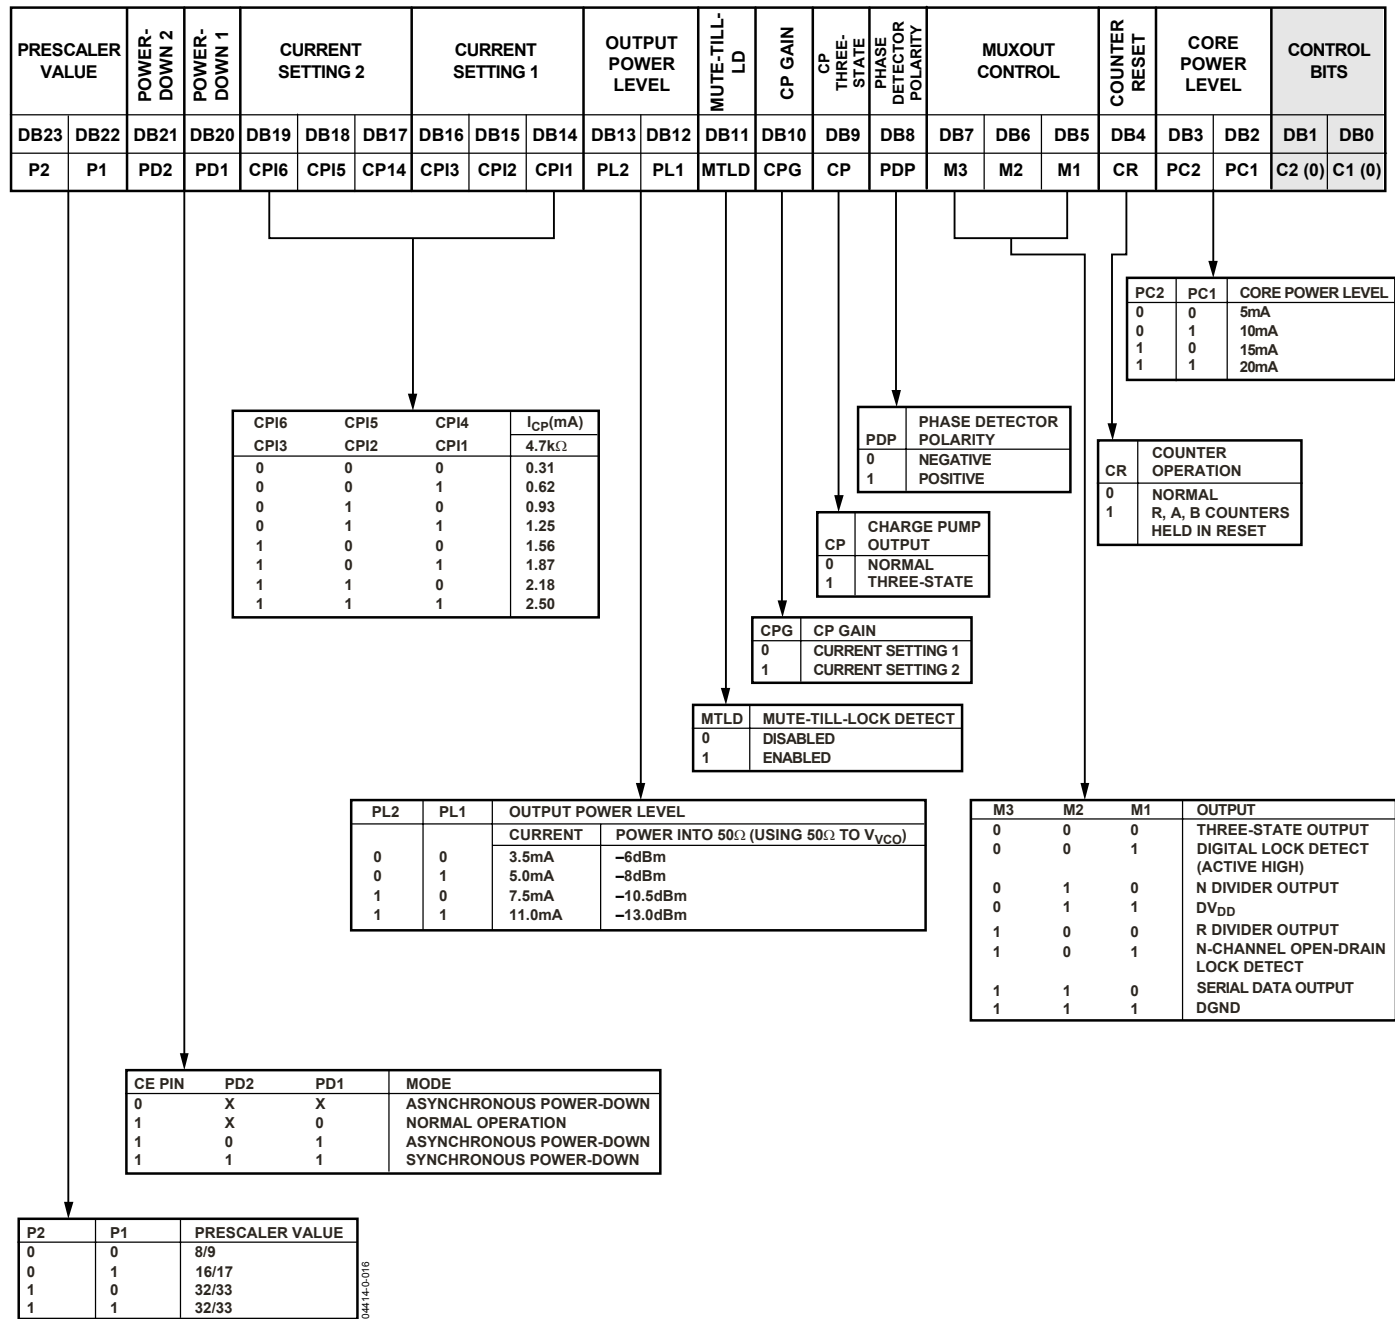 PRESCALER VALUE
POWER-DOWN 2
POWER-DOWN 1
CURRENT SETTING 2
CURRENT SETTING 1
OUTPUT POWER LEVEL
MUTE-TILL-LD
CP GAIN
CP THREE-STATE
PHASE DETECTOR POLARITY
MUXOUT CONTROL
COUNTER RESET
CORE POWER LEVEL
CONTROL BITS
DB23 DB22 DB21 DB20 DB19 DB18 DB17 DB16 DB15 DB14 DB13 DB12 DB11 DB10 DB9 DB8 DB7 DB6 DB5 DB4 DB3 DB2 DB1 DB0
P2 P1 PD2 PD1 CPI6 CPI5 CP14 CPI3 CPI2 CPI1 PL2 PL1 MTLD CPG CP PDP M3 M2 M1 CR PC2 PC1 C2 (0) C1 (0)
PC2 PC1 CORE POWER LEVEL
0 0 5mA
0 1 10mA
1 0 15mA
1 1 20mA
CPI6 CPI5 CPI4 ICP(mA)
CPI3 CPI2 CPI1 4.7kΩ
0 0 0 0.31
0 0 1 0.62
0 1 0 0.93
0 1 1 1.25
1 0 0 1.56
1 0 1 1.87
1 1 0 2.18
1 1 1 2.50
PHASE DETECTOR
PDP POLARITY
0 NEGATIVE
1 POSITIVE
COUNTER
CR OPERATION
0 NORMAL
1 R, A, B COUNTERS
HELD IN RESET
CHARGE PUMP
CP OUTPUT
0 NORMAL
1 THREE-STATE
CPG CP GAIN
0 CURRENT SETTING 1
1 CURRENT SETTING 2
MTLD MUTE-TILL-LOCK DETECT
0 DISABLED
1 ENABLED
PL2 PL1 OUTPUT POWER LEVEL
CURRENT POWER INTO 50Ω (USING 50Ω TO VVCO)
0 0 3.5mA –6dBm
0 1 5.0mA –8dBm
1 0 7.5mA –10.5dBm
1 1 11.0mA –13.0dBm
M3 M2 M1 OUTPUT
0 0 0 THREE-STATE OUTPUT
0 0 1 DIGITAL LOCK DETECT
(ACTIVE HIGH)
0 1 0 N DIVIDER OUTPUT
0 1 1 DVDD
1 0 0 R DIVIDER OUTPUT
1 0 1 N-CHANNEL OPEN-DRAIN
LOCK DETECT
1 1 0 SERIAL DATA OUTPUT
1 1 1 DGND
CE PIN PD2 PD1 MODE
0 X X ASYNCHRONOUS POWER-DOWN
1 X 0 NORMAL OPERATION
1 0 1 ASYNCHRONOUS POWER-DOWN
1 1 1 SYNCHRONOUS POWER-DOWN
P2 P1 PRESCALER VALUE
0 0 8/9
0 1 16/17
1 0 32/33
1 1 32/33
04414-0-016